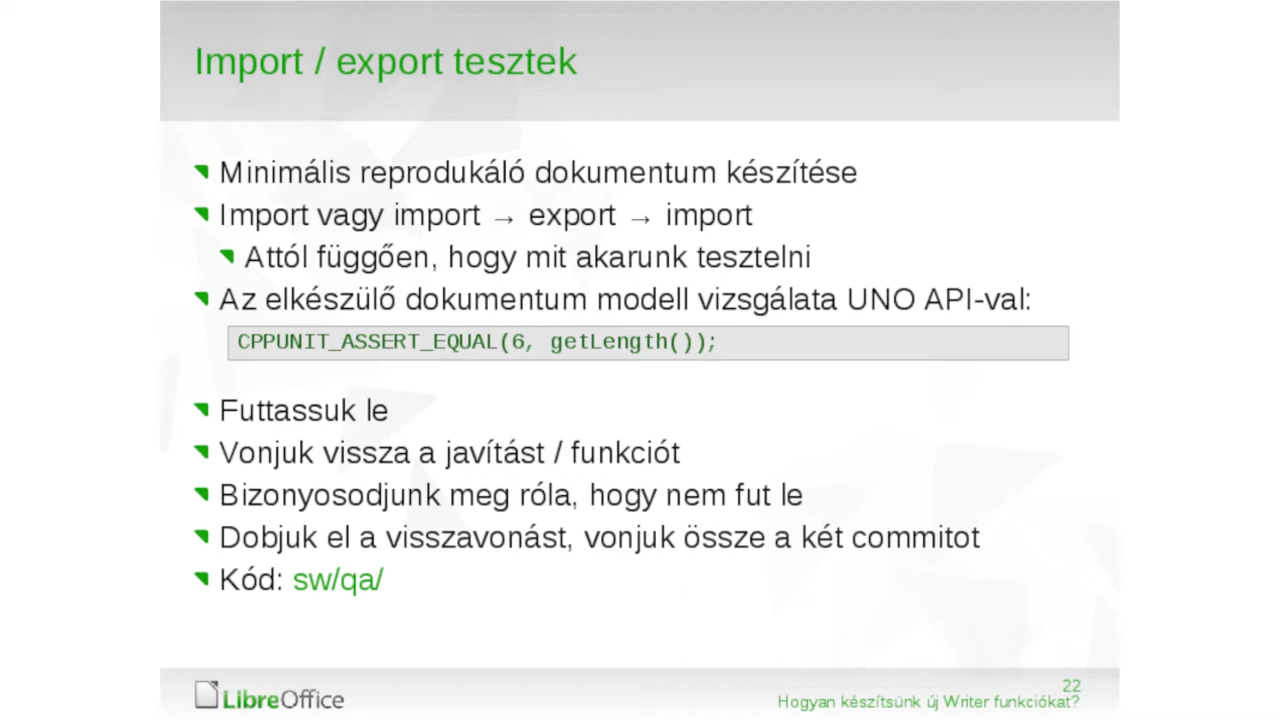 Import / export tesztek
Minimális reprodukáló dokumentum készítése
Import vagy import → export → import
Attól függően, hogy mit akarunk tesztelni
Az elkészülő dokumentum modell vizsgálata UNO API-val:
CPPUNIT_ASSERT_EQUAL(6, getLength());
Futtassuk le
Vonjuk vissza a javítást / funkciót
Bizonyosodjunk meg róla, hogy nem fut le
Dobjuk el a visszavonást, vonjuk össze a két commitot
Kód: sw/qa/
LibreOffice
22
Hogyan készítsünk új Writer funkciókat?